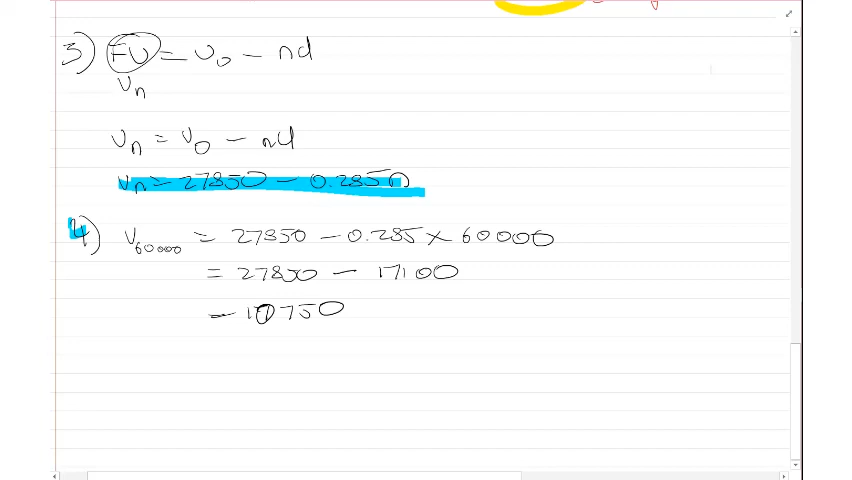 3) FV = V₀ - nd
Vₙ
Vₙ = V₀ - nd
Vₙ = 27850 - 0.285n
4) V₆₀₀₀₀ = 27850 - 0.285 × 60000
= 27850 - 17100
= 10750